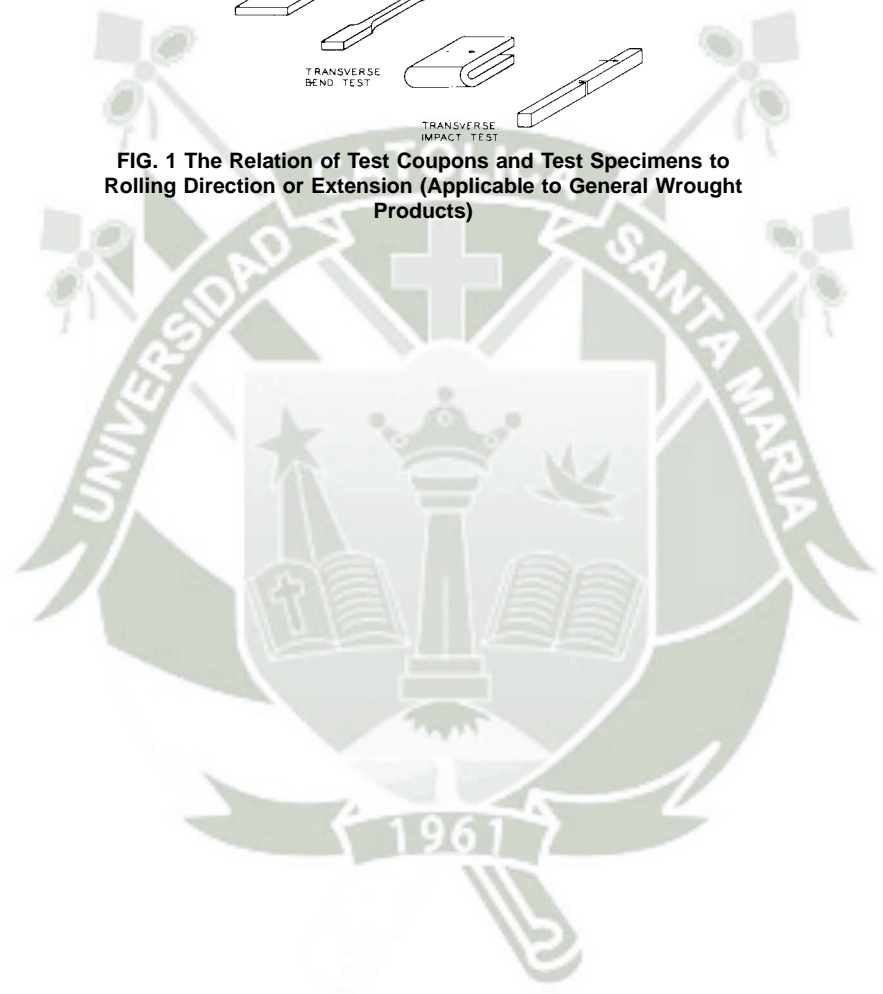 TRANSVERSE
BEND TEST
TRANSVERSE
IMPACT TEST
FIG. 1 The Relation of Test Coupons and Test Specimens to
Rolling Direction or Extension (Applicable to General Wrought
Products)
UNIVERSIDAD
CATOLICA
SANTA MARIA
1961